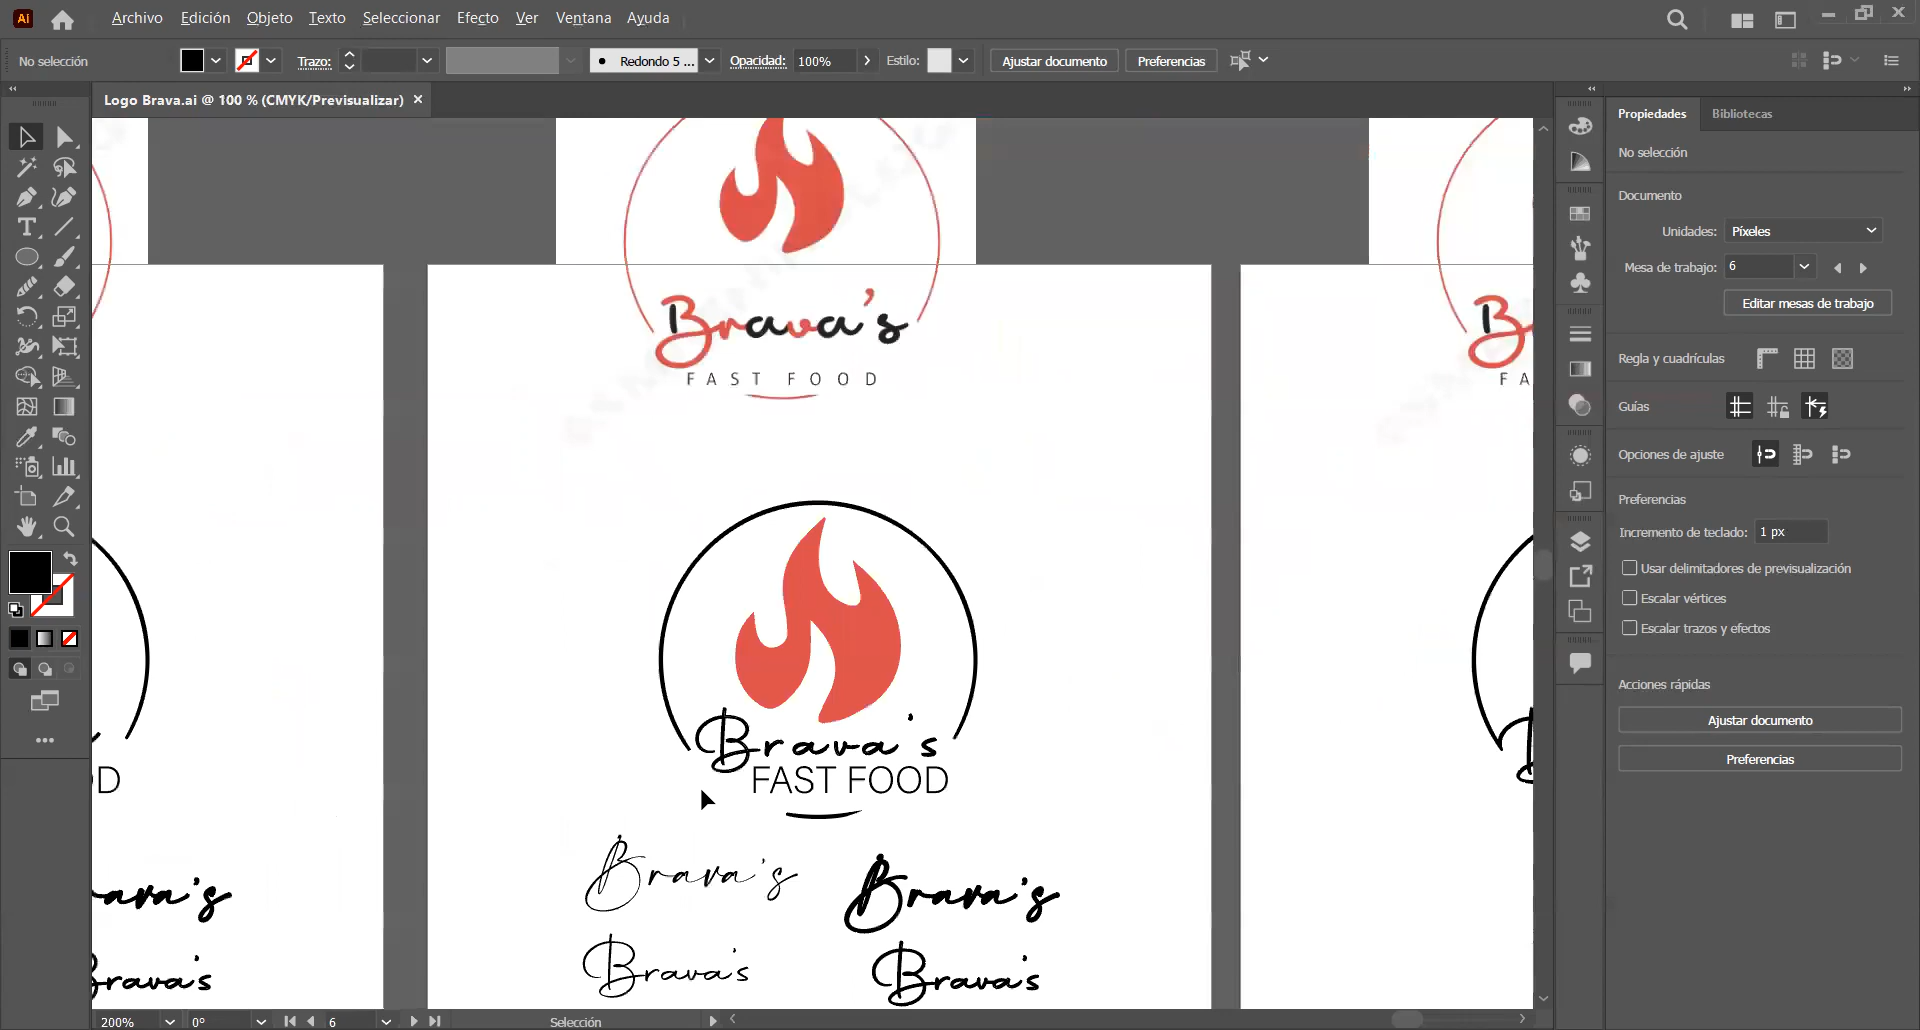 Ai
Archivo Edición Objeto Texto Seleccionar Efecto Ver Ventana Ayuda
No selección
Trazo:
Redondo 5 ...
Opacidad: 100%
Estilo:
Ajustar documento
Preferencias
Logo Brava.ai @ 100 % (CMYK/Previsualizar)
Brava's
FAST FOOD
FA
Brava's
FAST FOOD
OD
Brava's
Brava's
Brava's
Brava's
rava's
Brava's
200% 0° 6 Selección
Propiedades Bibliotecas
No selección
Documento
Unidades: Píxeles
Mesa de trabajo: 6
Editar mesas de trabajo
Regla y cuadrículas
Guías
Opciones de ajuste
Preferencias
Incremento de teclado: 1 px
Usar delimitadores de previsualización
Escalar vértices
Escalar trazos y efectos
Acciones rápidas
Ajustar documento
Preferencias